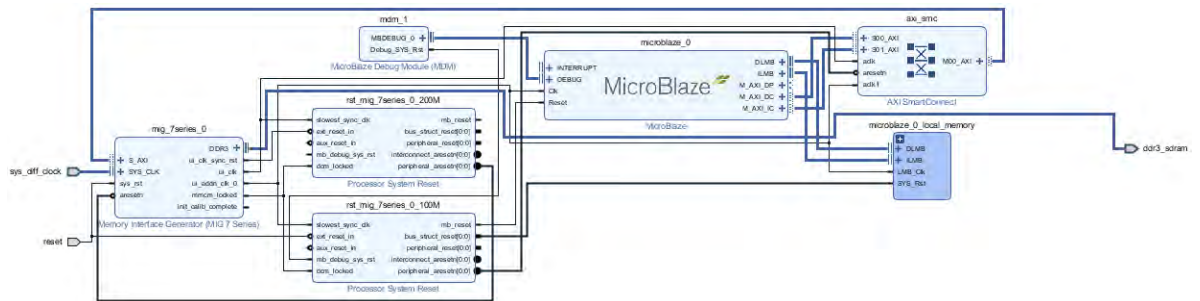 mdm_1
MBDEBUG_0
Debug_SYS_Rst
MicroBlaze Debug Module (MDM)
microblaze_0
INTERRUPT
DEBUG
Clk
Reset
MicroBlaze
DLMB
ILMB
M_AXI_DP
M_AXI_DC
M_AXI_IC
MicroBlaze
axi_smc
S00_AXI
S01_AXI
aclk
aresetn
aclk1
M00_AXI
AXI SmartConnect
microblaze_0_local_memory
DLMB
ILMB
LMB_Clk
SYS_Rst
ddr3_sdram
rst_mig_7series_0_200M
slowest_sync_clk
ext_reset_in
aux_reset_in
mb_debug_sys_rst
dcm_locked
mb_reset
bus_struct_reset[0:0]
peripheral_reset[0:0]
interconnect_aresetn[0:0]
peripheral_aresetn[0:0]
Processor System Reset
mig_7series_0
S_AXI
SYS_CLK
sys_rst
aresetn
DDR3
ui_clk_sync_rst
ui_clk
ui_addn_clk_0
mmcm_locked
init_calib_complete
Memory Interface Generator (MIG 7 Series)
sys_diff_clock
reset
rst_mig_7series_0_100M
slowest_sync_clk
ext_reset_in
aux_reset_in
mb_debug_sys_rst
dcm_locked
mb_reset
bus_struct_reset[0:0]
peripheral_reset[0:0]
interconnect_aresetn[0:0]
peripheral_aresetn[0:0]
Processor System Reset